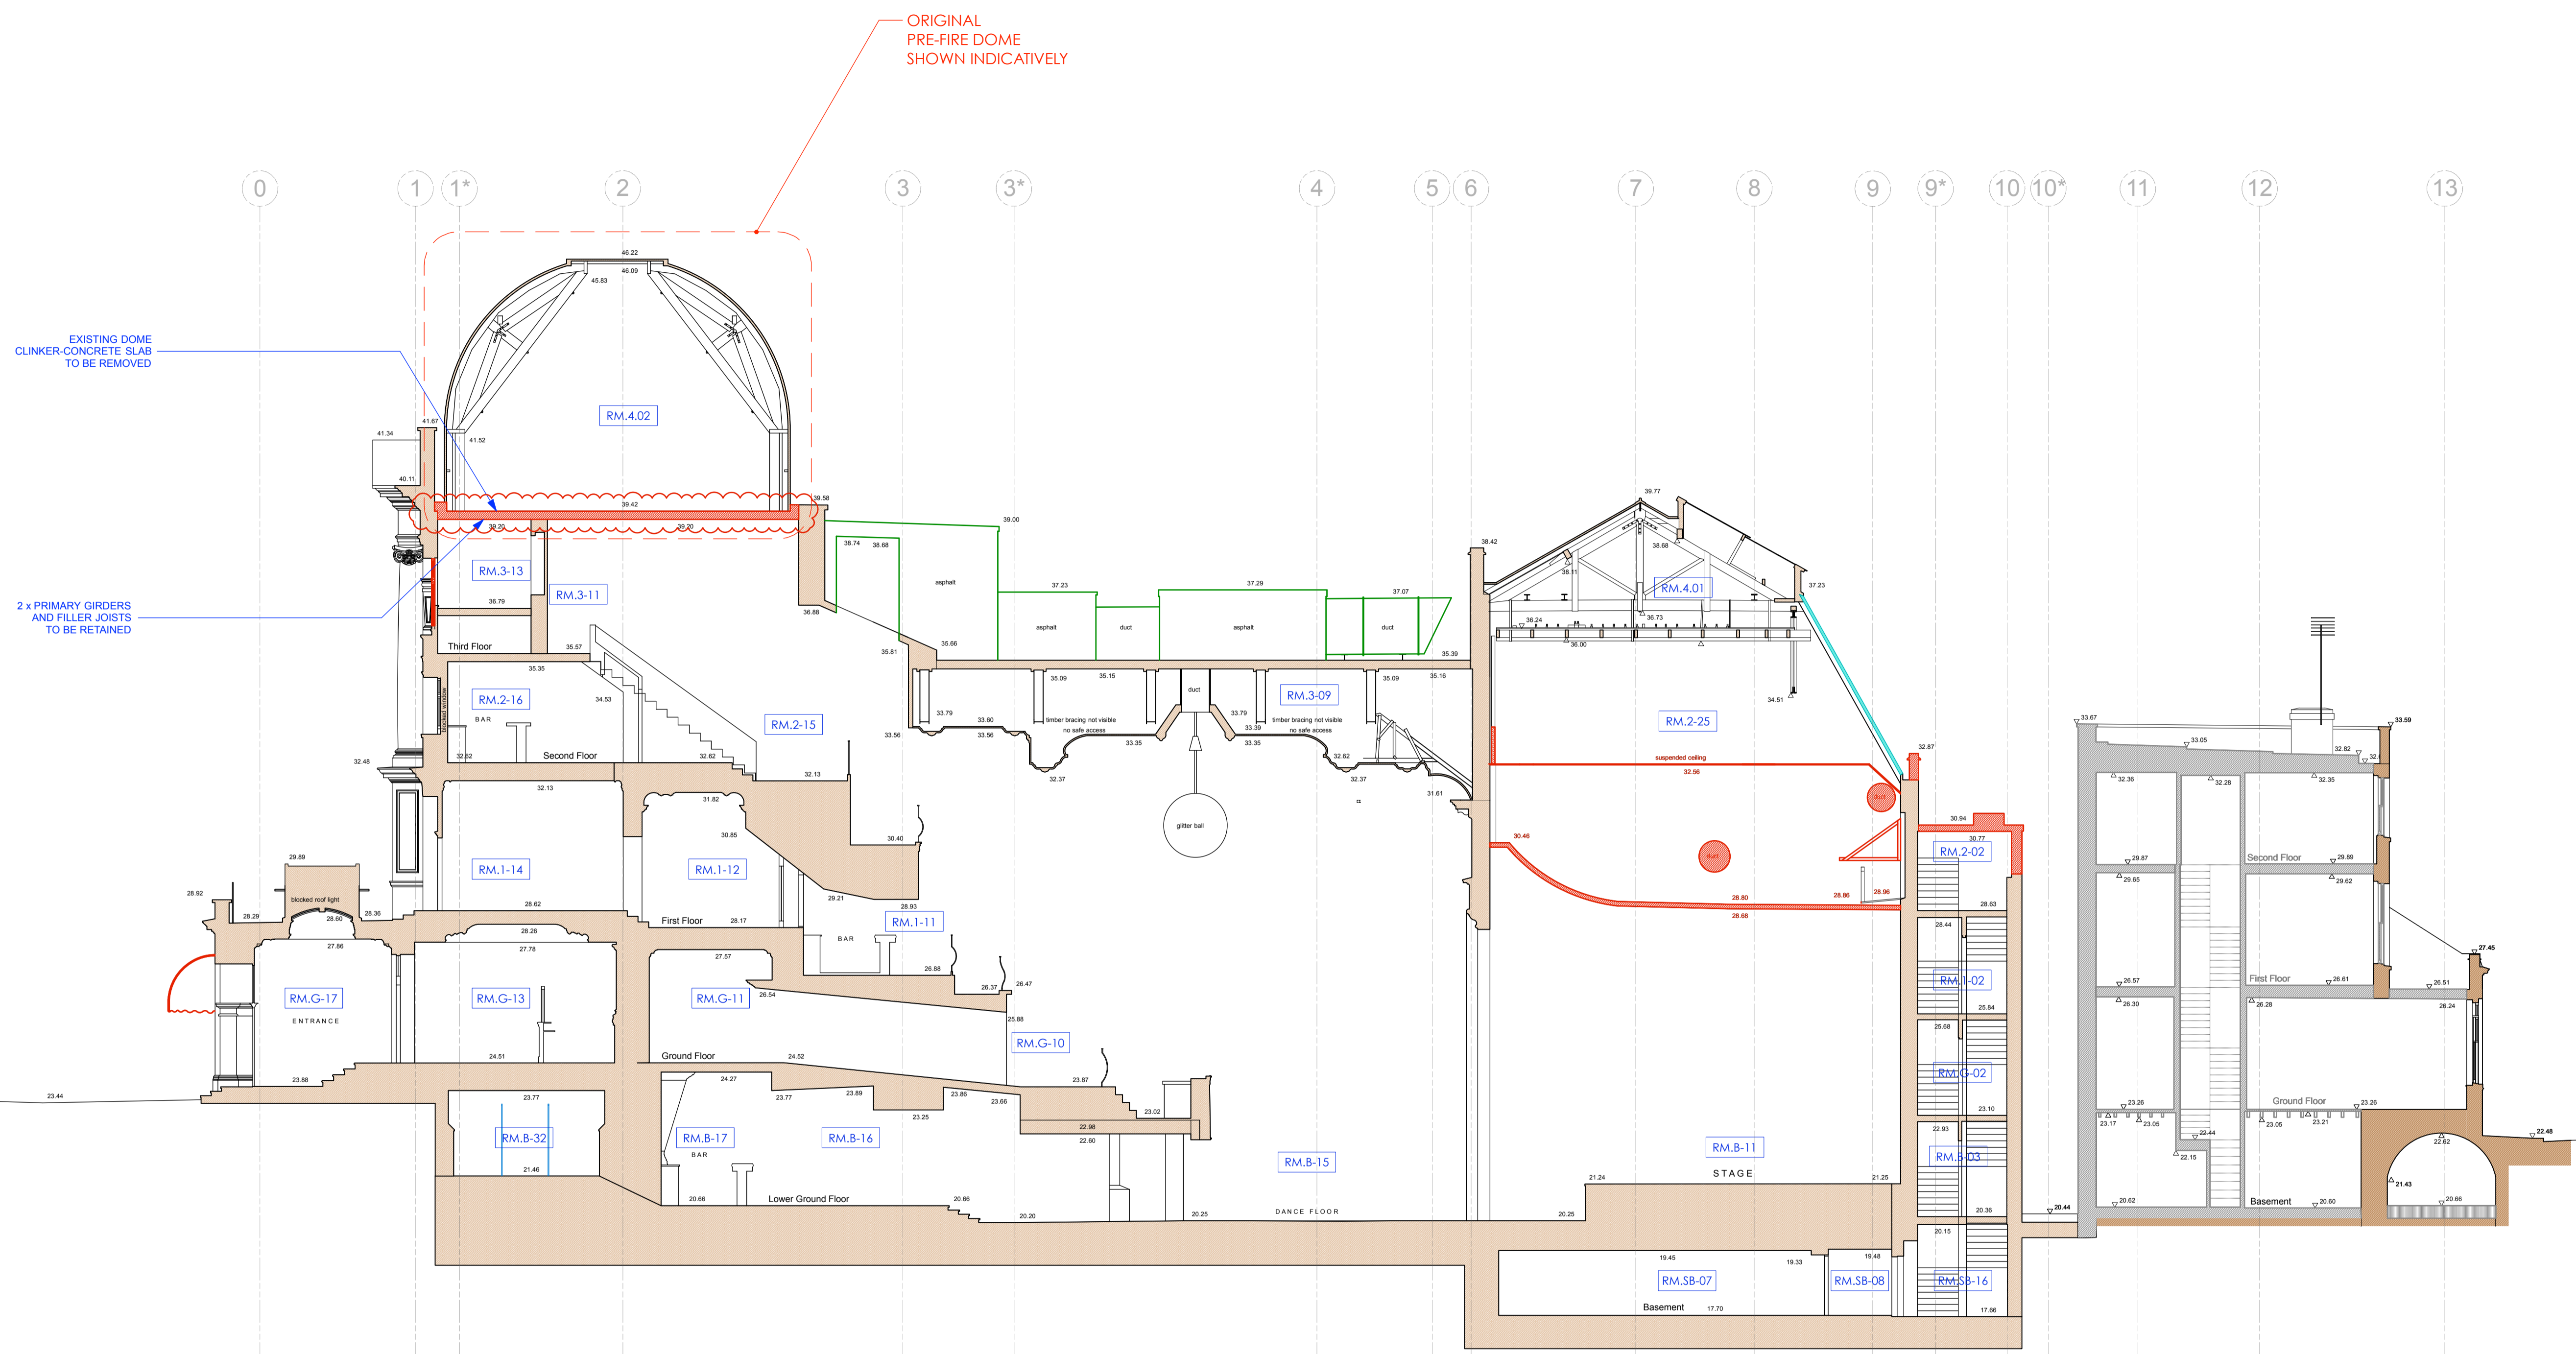 ORIGINAL
PRE-FIRE DOME
SHOWN INDICATIVELY
0 1 1* 2 3 3* 4 5 6 7 8 9 9* 10 10* 11 12 13
46.22
46.09
45.83
EXISTING DOME
CLINKER-CONCRETE SLAB
TO BE REMOVED
RM.4.02
41.67
41.34
41.52
40.11
39.58
39.42
39.20
39.20
39.00
38.74
38.68
asphalt
RM.3-13
RM.3-11
36.79
36.88
2 x PRIMARY GIRDERS
AND FILLER JOISTS
TO BE RETAINED
Third Floor
35.57
35.81
35.66
37.23
37.29
37.07
asphalt
duct
asphalt
duct
35.39
38.42
39.77
38.68
38.11
RM.4.01
37.23
36.24
36.73
36.00
34.51
35.35
RM.2-16
34.53
BAR
blocked window
32.62
Second Floor
32.62
RM.2-15
32.13
35.09
35.15
duct
RM.3-09
35.09
35.16
33.79
33.60
33.56
33.56
timber bracing not visible
no safe access
33.35
33.79
33.39
33.35
timber bracing not visible
no safe access
32.62
32.37
32.37
31.61
glitter ball
RM.2-25
suspended ceiling
32.56
32.87
duct
duct
30.46
28.80
28.68
28.86
28.96
32.48
32.13
31.82
30.85
30.40
RM.1-14
RM.1-12
29.89
28.92
blocked roof light
28.29
28.60
28.36
28.62
First Floor
28.17
29.21
28.93
RM.1-11
BAR
26.88
26.37
26.47
27.86
28.26
27.78
27.57
RM.G-17
ENTRANCE
RM.G-13
RM.G-11
26.54
25.88
RM.G-10
24.51
Ground Floor
24.52
23.88
23.44
23.87
23.02
23.77
24.27
23.77
23.89
23.25
23.86
23.66
22.98
22.60
RM.B-32
RM.B-17
BAR
RM.B-16
21.46
20.66
Lower Ground Floor
20.66
20.20
20.25
RM.B-15
DANCE FLOOR
20.25
21.24
RM.B-11
STAGE
21.25
19.45
19.33
19.48
RM.SB-07
RM.SB-08
RM.SB-16
Basement
17.70
17.66
30.94
30.77
RM.2-02
28.63
28.44
RM.1-02
25.84
25.68
RM.G-02
23.10
22.93
RM.B-03
20.36
20.15
20.44
33.67
33.05
32.82
33.59
32.36
32.28
32.35
Second Floor
29.87
29.89
29.65
29.62
First Floor
26.57
26.61
26.51
27.45
26.30
26.28
26.24
Ground Floor
23.26
23.26
23.17
23.05
23.05
23.21
22.44
22.15
22.62
22.48
21.43
20.62
Basement
20.60
20.66